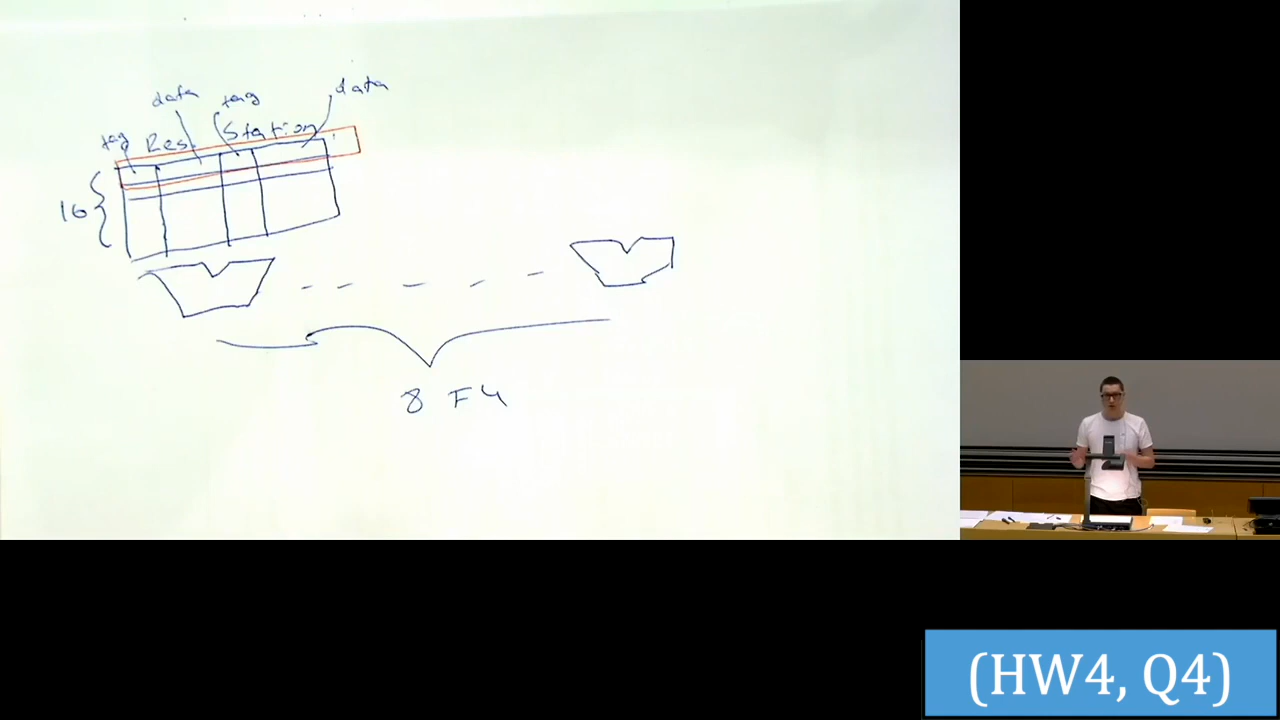 data tag data
tag Res. Station
16
8 FU
(HW4, Q4)